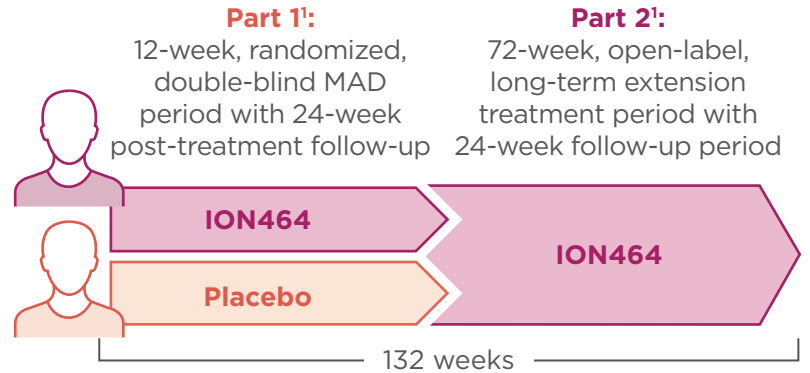 Part 1¹:
12-week, randomized,
double-blind MAD
period with 24-week
post-treatment follow-up
Part 2¹:
72-week, open-label,
long-term extension
treatment period with
24-week follow-up period
ION464
Placebo
ION464
132 weeks